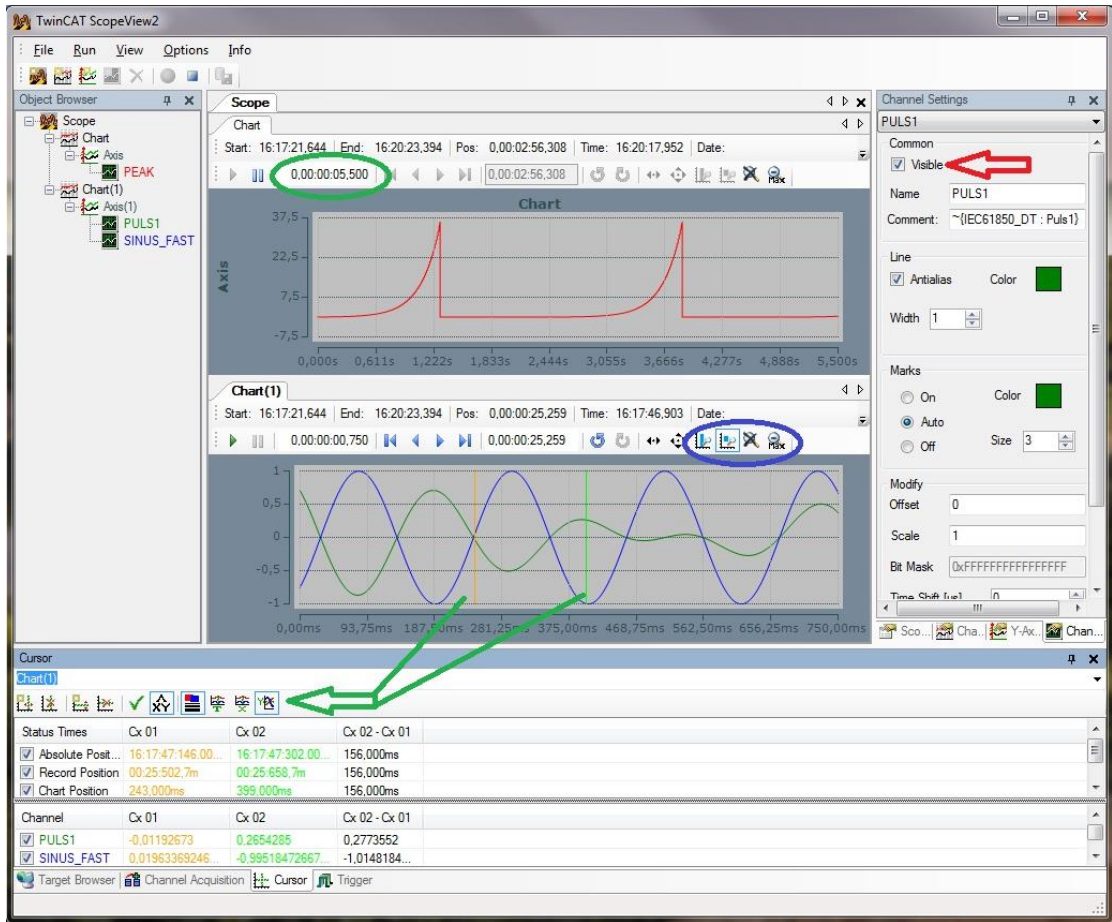 TwinCAT ScopeView2
File Run View Options Info
Object Browser
Scope
Chart
Axis
PEAK
Chart(1)
Axis(1)
PULS1
SINUS_FAST
Scope
Chart
Start: 16:17:21,644 End: 16:20:23,394 Pos: 0,00:02:56,308 Time: 16:20:17,952 Date:
0,00:00:05,500 0,00:02:56,308 Max
Chart
Axis
37,5
22,5
7,5
-7,5
0,000s 0,611s 1,222s 1,833s 2,444s 3,055s 3,666s 4,277s 4,888s 5,500s
Chart(1)
Start: 16:17:21,644 End: 16:20:23,394 Pos: 0,00:00:25,259 Time: 16:17:46,903 Date:
0,00:00:00,750 0,00:00:25,259 Max
1
0,5
0
-0,5
-1
0,00ms 93,75ms 187,50ms 281,25ms 375,00ms 468,75ms 562,50ms 656,25ms 750,00ms
Channel Settings
PULS1
Common
Visible
Name PULS1
Comment: ~{IEC61850_DT : Puls1}
Line
Antialias Color
Width 1
Marks
On Color
Auto
Off Size 3
Modify
Offset 0
Scale 1
Bit Mask 0xFFFFFFFFFFFFFFFF
Time Shift [us] 0
Sco... Cha... Y-Ax... Chan...
Cursor
Chart(1)
Status Times Cx 01 Cx 02 Cx 02 - Cx 01
Absolute Posit... 16:17:47:146.00... 16:17:47:302.00... 156,000ms
Record Position 00:25:502,7m 00:25:658,7m 156,000ms
Chart Position 243,000ms 399,000ms 156,000ms
Channel Cx 01 Cx 02 Cx 02 - Cx 01
PULS1 -0,01192673 0,2654285 0,2773552
SINUS_FAST 0,01963369246... -0,99518472667... -1,0148184...
Target Browser Channel Acquisition Cursor Trigger